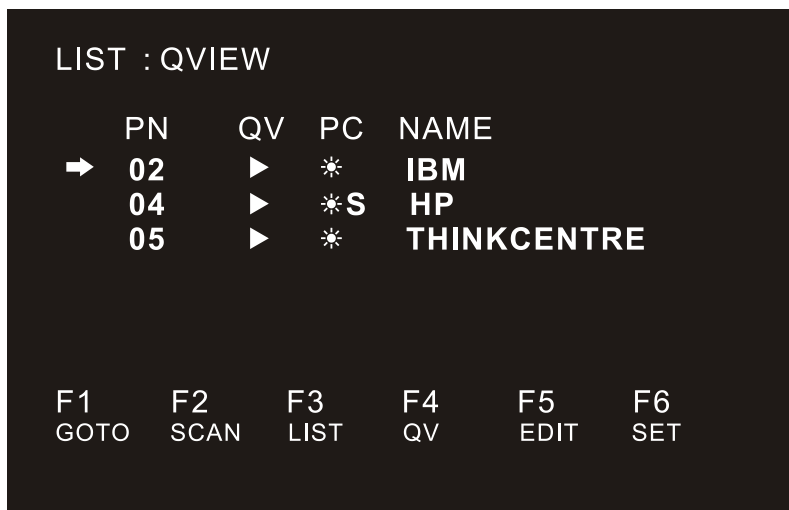 LIST : QVIEW
PN QV PC NAME
➡ 02 ▶ ☀ IBM
04 ▶ ☀S HP
05 ▶ ☀ THINKCENTRE
F1 F2 F3 F4 F5 F6
GOTO SCAN LIST QV EDIT SET